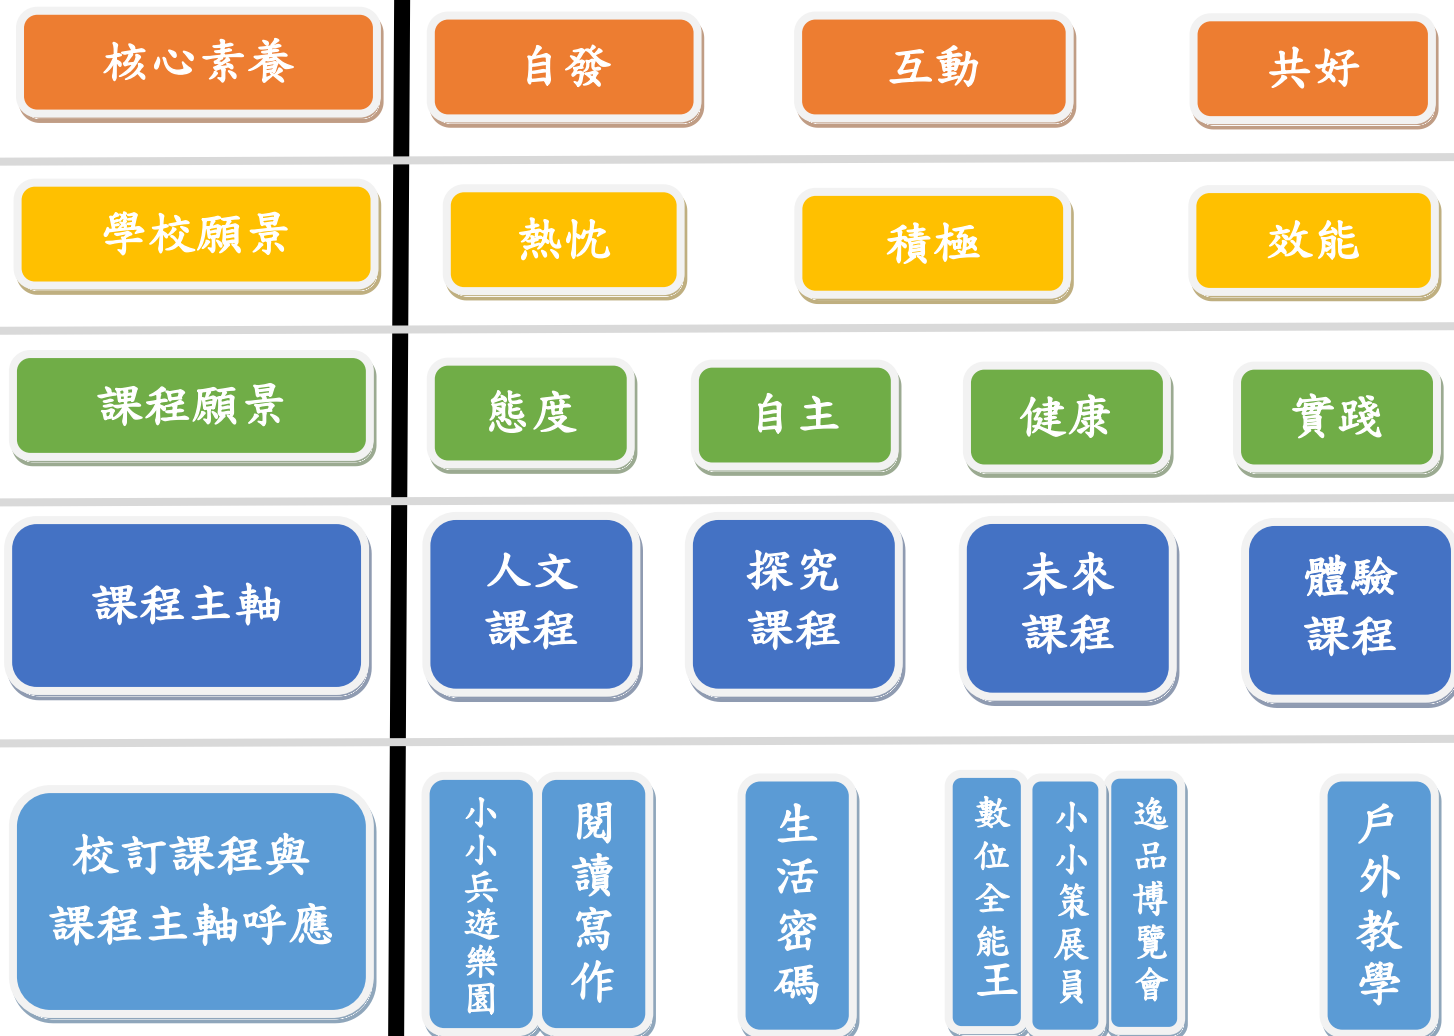 核心素養
自發
互動
共好
學校願景
熱忱
積極
效能
課程願景
態度
自主
健康
實踐
課程主軸
人文
課程
探究
課程
未來
課程
體驗
課程
校訂課程與
課程主軸呼應
小小兵遊樂園
閱讀寫作
生活密碼
數位全能王
小小策展員
逸品博覽會
戶外教學